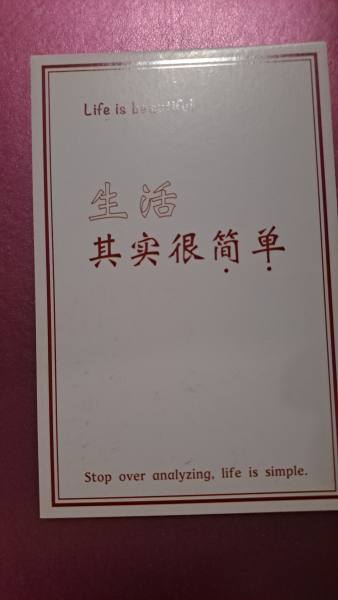 Life is beautiful
生活
其实很简单
Stop over analyzing, life is simple.